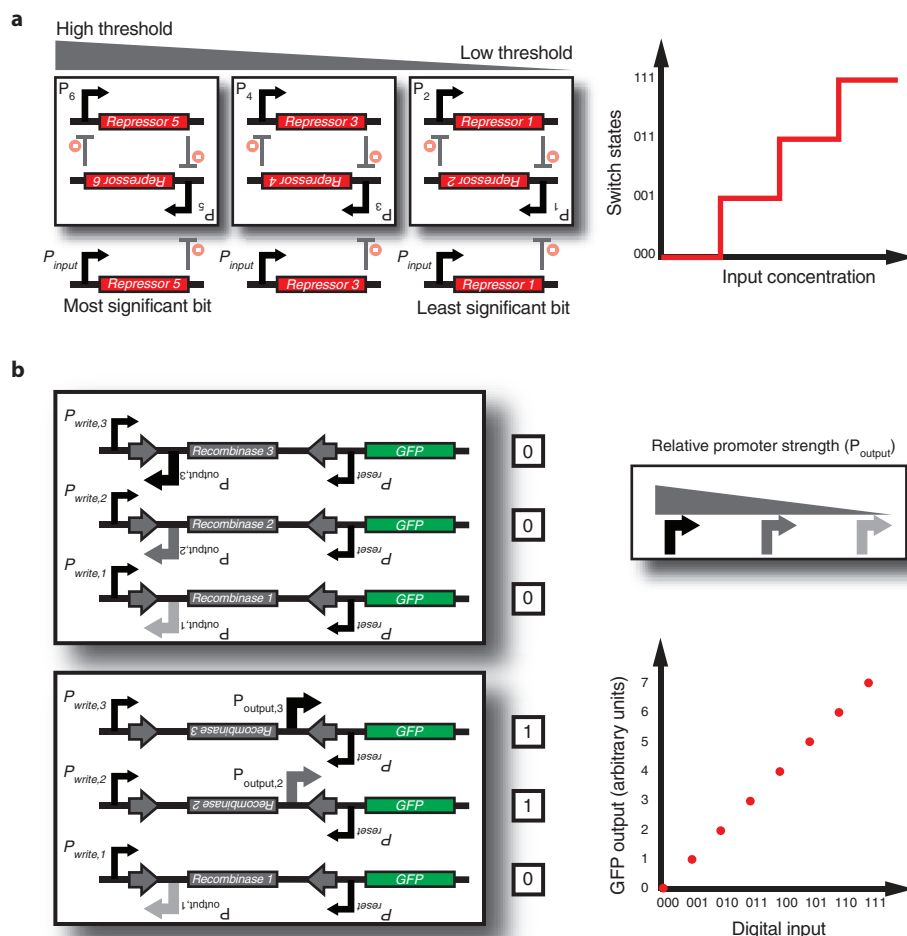 a
High threshold
Low threshold
P6
Repressor 5
Repressor 6
P5
Pinput
Repressor 5
Most significant bit
P4
Repressor 3
Repressor 4
P3
Pinput
Repressor 3
P2
Repressor 1
Repressor 2
P1
Pinput
Repressor 1
Least significant bit
Switch states
111
011
001
000
Input concentration
b
Pwrite,3
Recombinase 3
GFP
Poutput,3
Preset
0
Pwrite,2
Recombinase 2
GFP
Poutput,2
Preset
0
Pwrite,1
Recombinase 1
GFP
Poutput,1
Preset
0
Pwrite,3
Poutput,3
Recombinase 3
GFP
Preset
1
Pwrite,2
Poutput,2
Recombinase 2
GFP
Preset
1
Pwrite,1
Recombinase 1
GFP
Poutput,1
Preset
0
Relative promoter strength (Poutput)
GFP output (arbitrary units)
7
6
5
4
3
2
1
0
000 001 010 011 100 101 110 111
Digital input